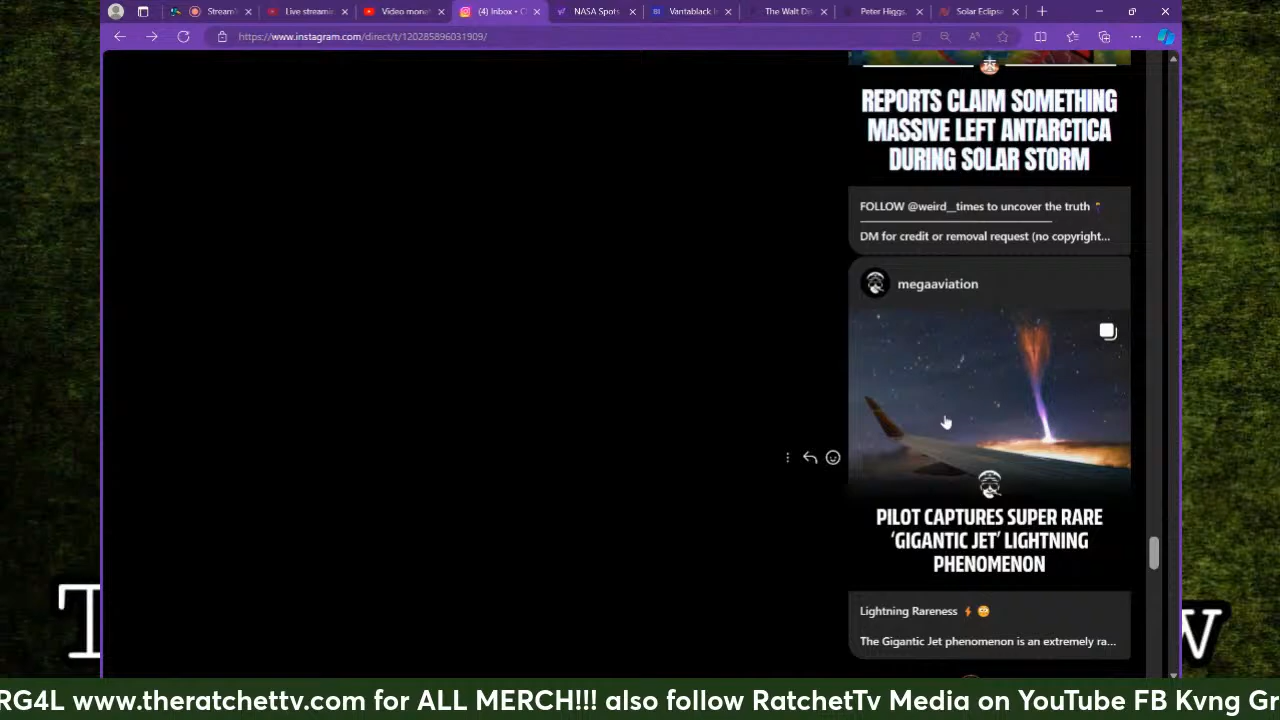 Stream
Live streamin
Video mone
(4) Inbox • C
NASA Spots
Vantablack
The Walt Dis
Peter Higgs,
Solar Eclipse
https://www.instagram.com/direct/t/120285896031909/
REPORTS CLAIM SOMETHING
MASSIVE LEFT ANTARCTICA
DURING SOLAR STORM
FOLLOW @weird__times to uncover the truth
DM for credit or removal request (no copyright...
megaaviation
PILOT CAPTURES SUPER RARE
‘GIGANTIC JET’ LIGHTNING
PHENOMENON
Lightning Rareness ⚡😳
The Gigantic Jet phenomenon is an extremely ra...
T
w
RG4L www.theratchettv.com for ALL MERCH!!! also follow RatchetTv Media on YouTube FB Kvng Gr